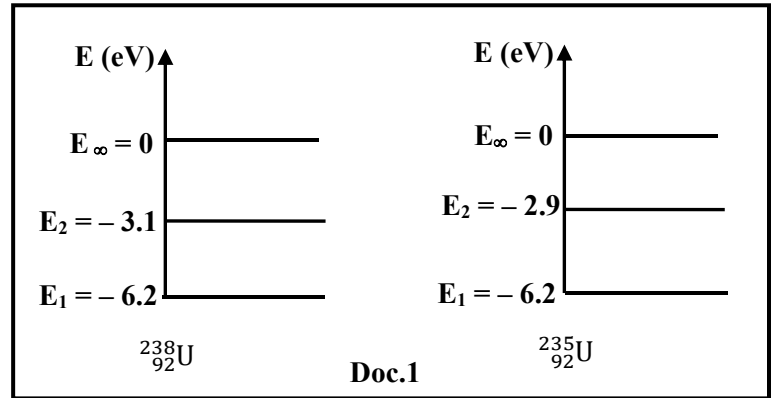 E (eV)
E∞ = 0
E₂ = – 3.1
E₁ = – 6.2
²³⁸₉₂U
E (eV)
E∞ = 0
E₂ = – 2.9
E₁ = – 6.2
²³⁵₉₂U
Doc.1